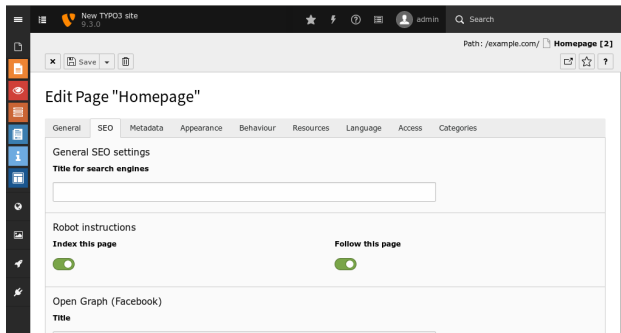 New TYPO3 site
9.3.0
admin
Search
Path: /example.com/ Homepage [2]
Save
?
Edit Page "Homepage"
General SEO Metadata Appearance Behaviour Resources Language Access Categories
General SEO settings
Title for search engines
Robot instructions
Index this page Follow this page
Open Graph (Facebook)
Title